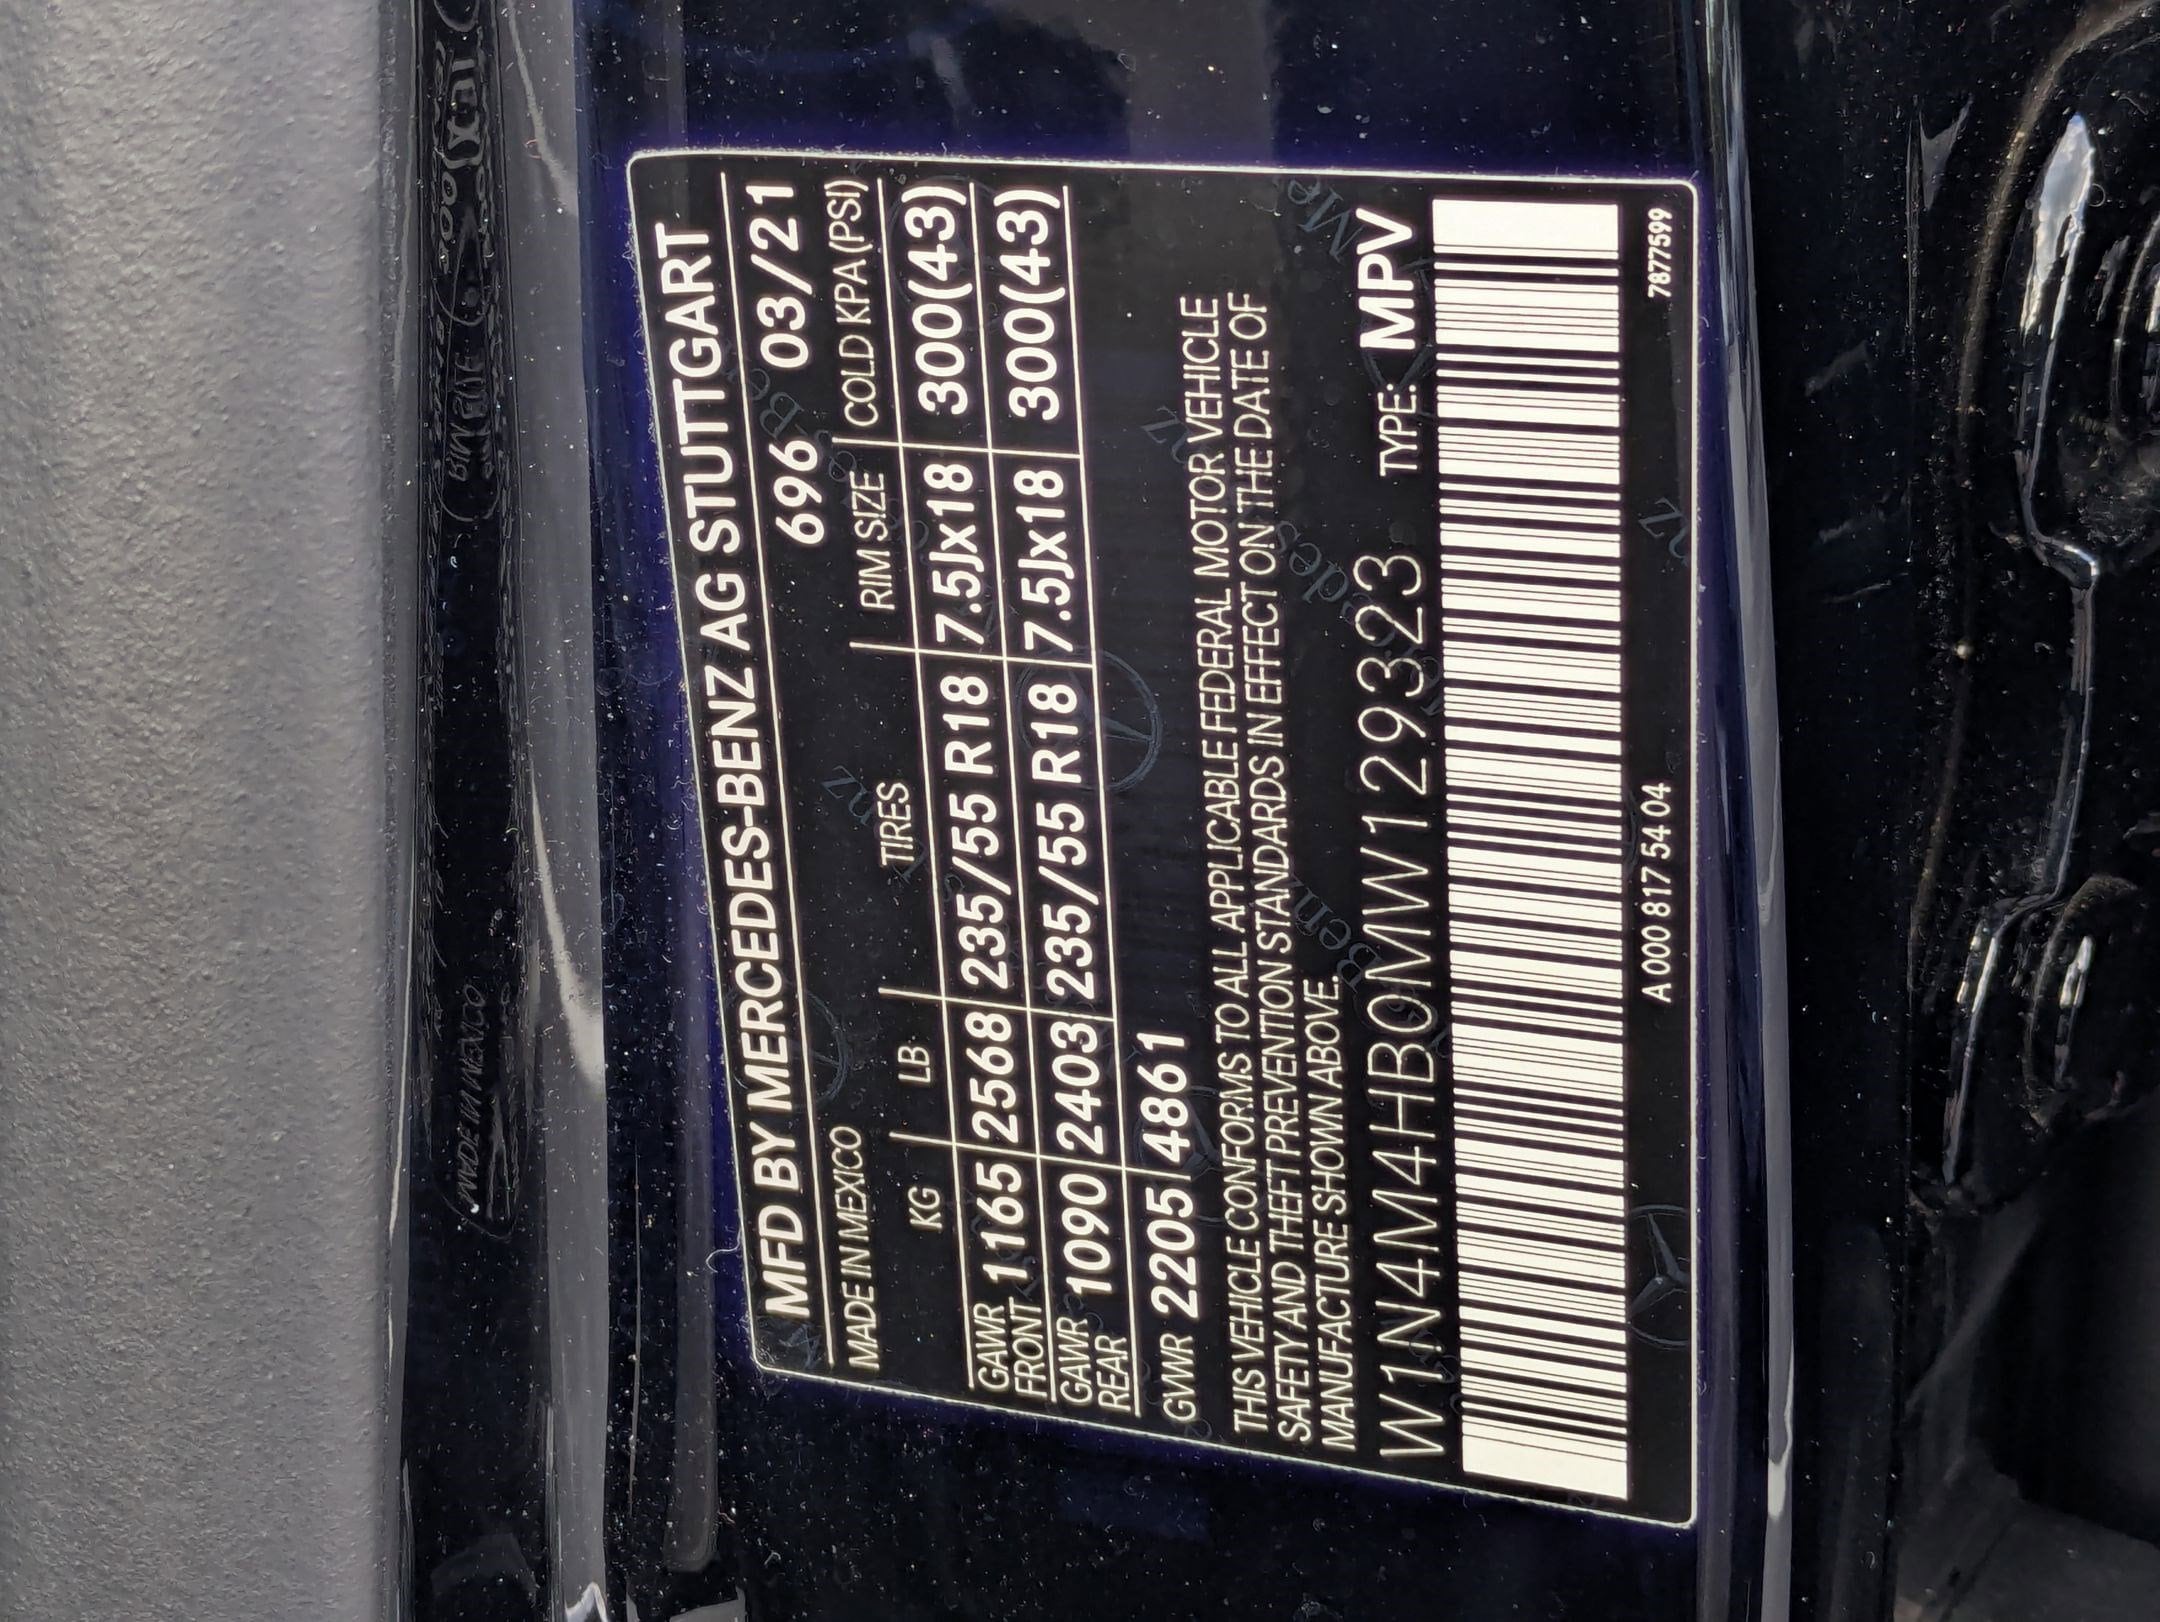 MFD BY MERCEDES-BENZ AG STUTTGART
MADE IN MEXICO 696 03/21
KG LB TIRES RIM SIZE COLD KPA(PSI)
GAWR FRONT 1165 2568 235/55 R18 7.5Jx18 300(43)
GAWR REAR 1090 2403 235/55 R18 7.5Jx18 300(43)
GVWR 2205 4861
THIS VEHICLE CONFORMS TO ALL APPLICABLE FEDERAL MOTOR VEHICLE
SAFETY AND THEFT PREVENTION STANDARDS IN EFFECT ON THE DATE OF
MANUFACTURE SHOWN ABOVE.
W1N4M4HB0MW129323 TYPE: MPV
A 000 817 54 04 7877599